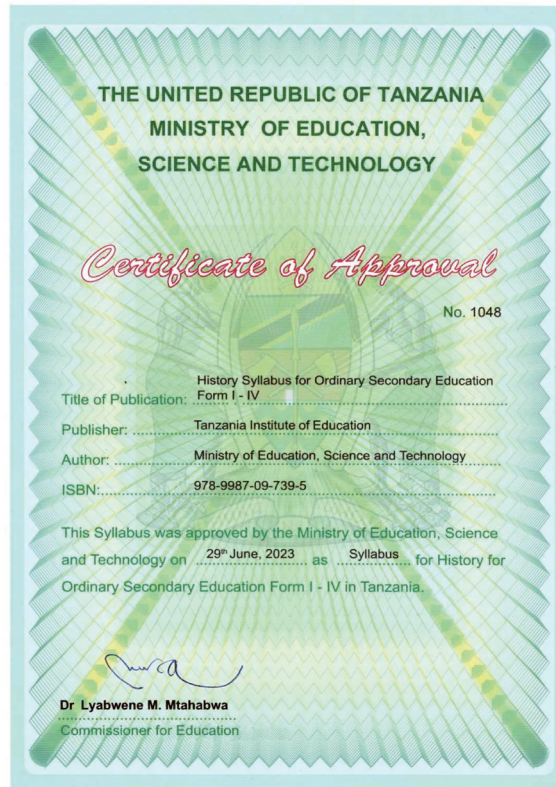 THE UNITED REPUBLIC OF TANZANIA
MINISTRY OF EDUCATION,
SCIENCE AND TECHNOLOGY
Certificate of Approval
No. 1048
History Syllabus for Ordinary Secondary Education
Title of Publication: Form I - IV
Publisher: Tanzania Institute of Education
Author: Ministry of Education, Science and Technology
ISBN: 978-9987-09-739-5
This Syllabus was approved by the Ministry of Education, Science
and Technology on 29th June, 2023 as Syllabus for History for
Ordinary Secondary Education Form I - IV in Tanzania.
Dr Lyabwene M. Mtahabwa
Commissioner for Education